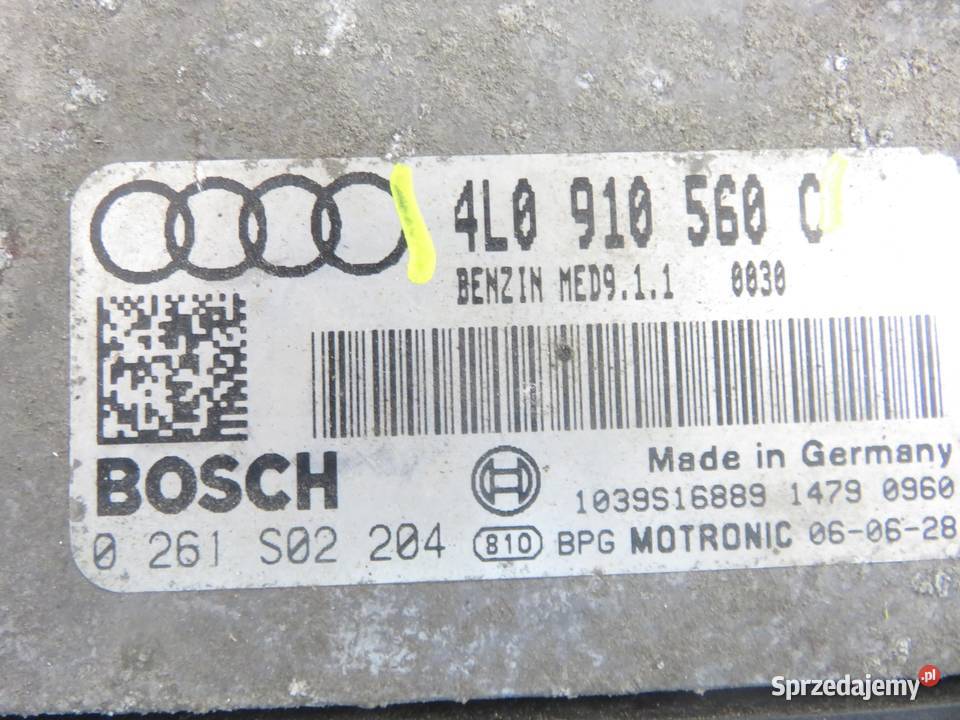 4L0 910 560 C
BENZIN MED9.1.1 0030
BOSCH
Made in Germany
1039S16889 1479 0960
0 261 S02 204 810 BPG MOTRONIC 06-06-28
Sprzedajemy.pl